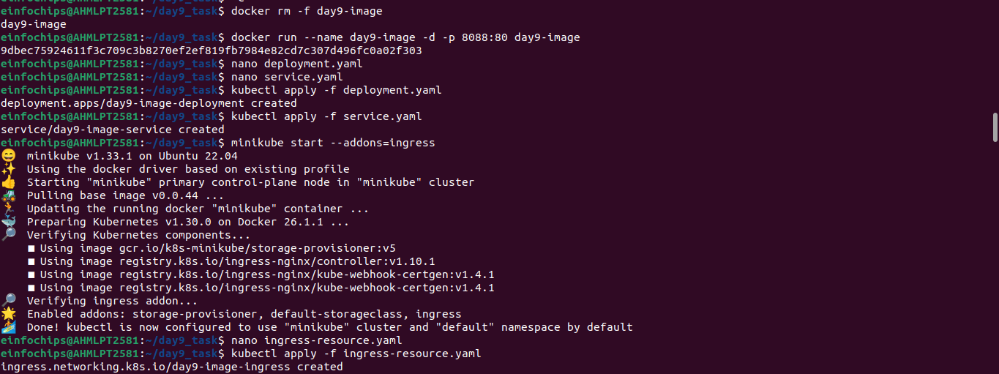 einfochips@AHMLPT2581:~/day9_task$ docker rm -f day9-image
day9-image
einfochips@AHMLPT2581:~/day9_task$ docker run --name day9-image -d -p 8088:80 day9-image
9dbec75924611f3c709c3b8270ef2ef819fb7984e82cd7c307d496fc0a02f303
einfochips@AHMLPT2581:~/day9_task$ nano deployment.yaml
einfochips@AHMLPT2581:~/day9_task$ nano service.yaml
einfochips@AHMLPT2581:~/day9_task$ kubectl apply -f deployment.yaml
deployment.apps/day9-image-deployment created
einfochips@AHMLPT2581:~/day9_task$ kubectl apply -f service.yaml
service/day9-image-service created
einfochips@AHMLPT2581:~/day9_task$ minikube start --addons=ingress
😄 minikube v1.33.1 on Ubuntu 22.04
✨ Using the docker driver based on existing profile
👍 Starting "minikube" primary control-plane node in "minikube" cluster
🚜 Pulling base image v0.0.44 ...
🏃 Updating the running docker "minikube" container ...
🐳 Preparing Kubernetes v1.30.0 on Docker 26.1.1 ...
🔎 Verifying Kubernetes components...
■ Using image gcr.io/k8s-minikube/storage-provisioner:v5
■ Using image registry.k8s.io/ingress-nginx/controller:v1.10.1
■ Using image registry.k8s.io/ingress-nginx/kube-webhook-certgen:v1.4.1
■ Using image registry.k8s.io/ingress-nginx/kube-webhook-certgen:v1.4.1
🔎 Verifying ingress addon...
🌟 Enabled addons: storage-provisioner, default-storageclass, ingress
🏄 Done! kubectl is now configured to use "minikube" cluster and "default" namespace by default
einfochips@AHMLPT2581:~/day9_task$ nano ingress-resource.yaml
einfochips@AHMLPT2581:~/day9_task$ kubectl apply -f ingress-resource.yaml
ingress.networking.k8s.io/day9-image-ingress created